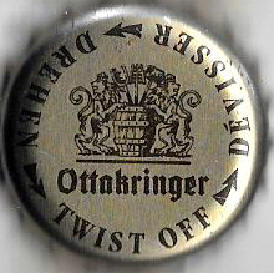 Ottakringer
DREHEN
DÉVISSER
TWIST OFF